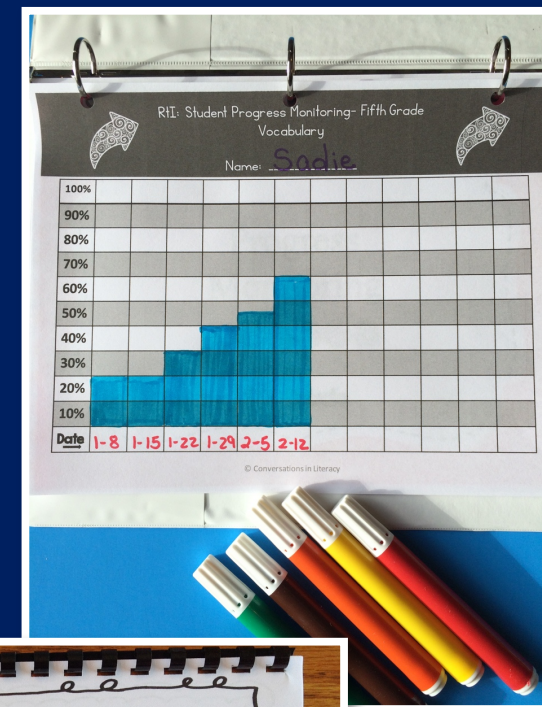 RtI: Student Progress Monitoring- Fifth Grade
Vocabulary
Name: Sadie
100%
90%
80%
70%
60%
50%
40%
30%
20%
10%
Date 1-8 1-15 1-22 1-29 2-5 2-12
© Conversations in Literacy